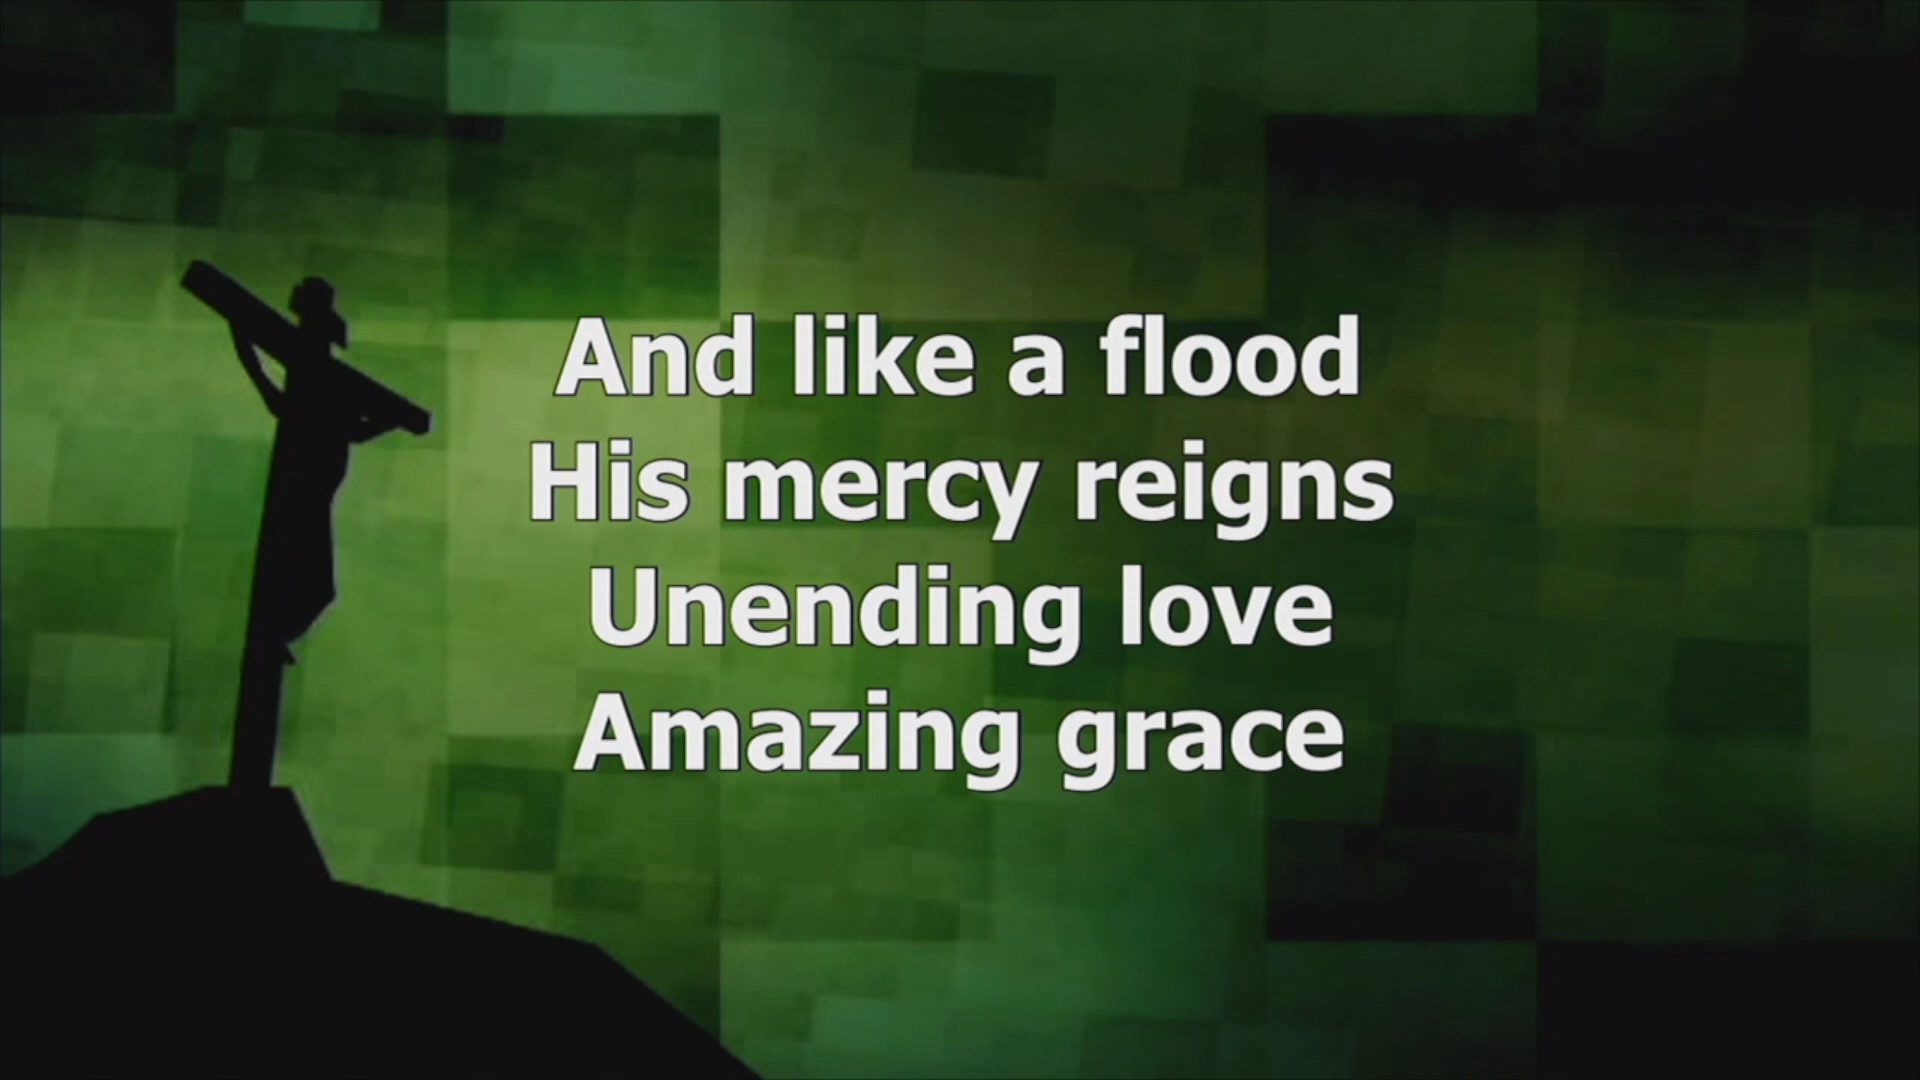 And like a flood
His mercy reigns
Unending love
Amazing grace